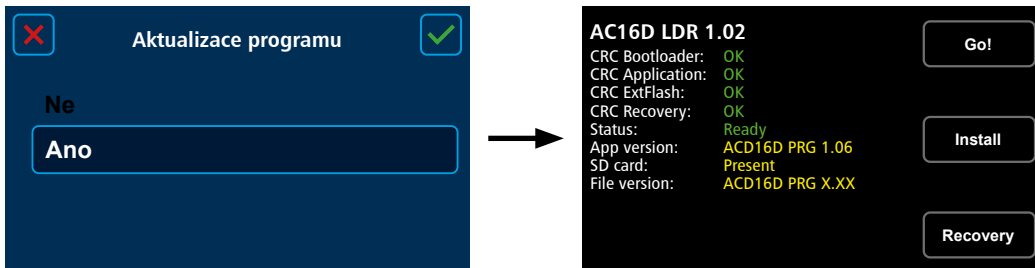 Aktualizace programu
Ne
Ano
AC16D LDR 1.02
CRC Bootloader: OK
CRC Application: OK
CRC ExtFlash: OK
CRC Recovery: OK
Status: Ready
App version: ACD16D PRG 1.06
SD card: Present
File version: ACD16D PRG X.XX
Go!
Install
Recovery